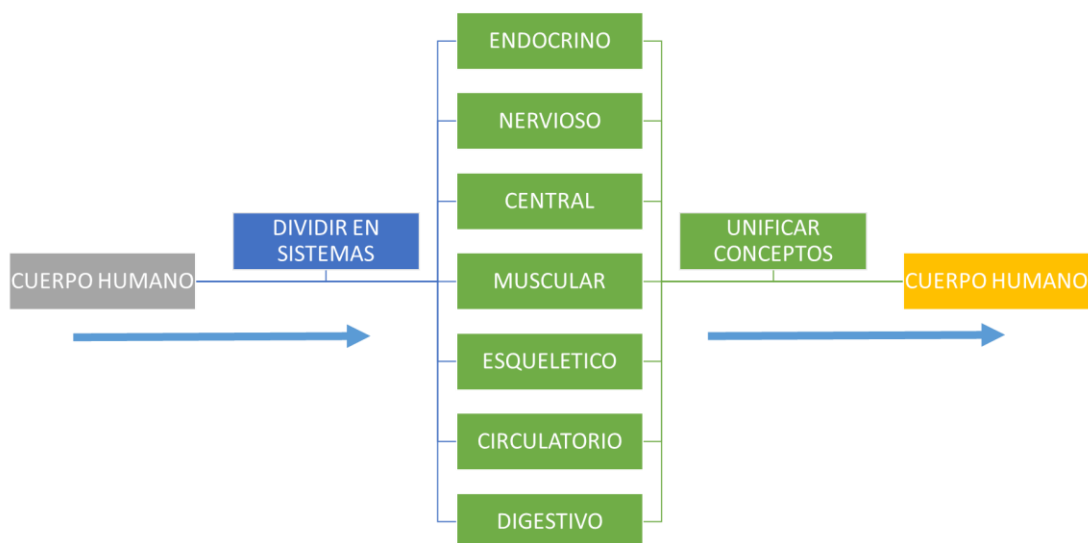 CUERPO HUMANO
DIVIDIR EN
SISTEMAS
ENDOCRINO
NERVIOSO
CENTRAL
MUSCULAR
ESQUELETICO
CIRCULATORIO
DIGESTIVO
UNIFICAR
CONCEPTOS
CUERPO HUMANO